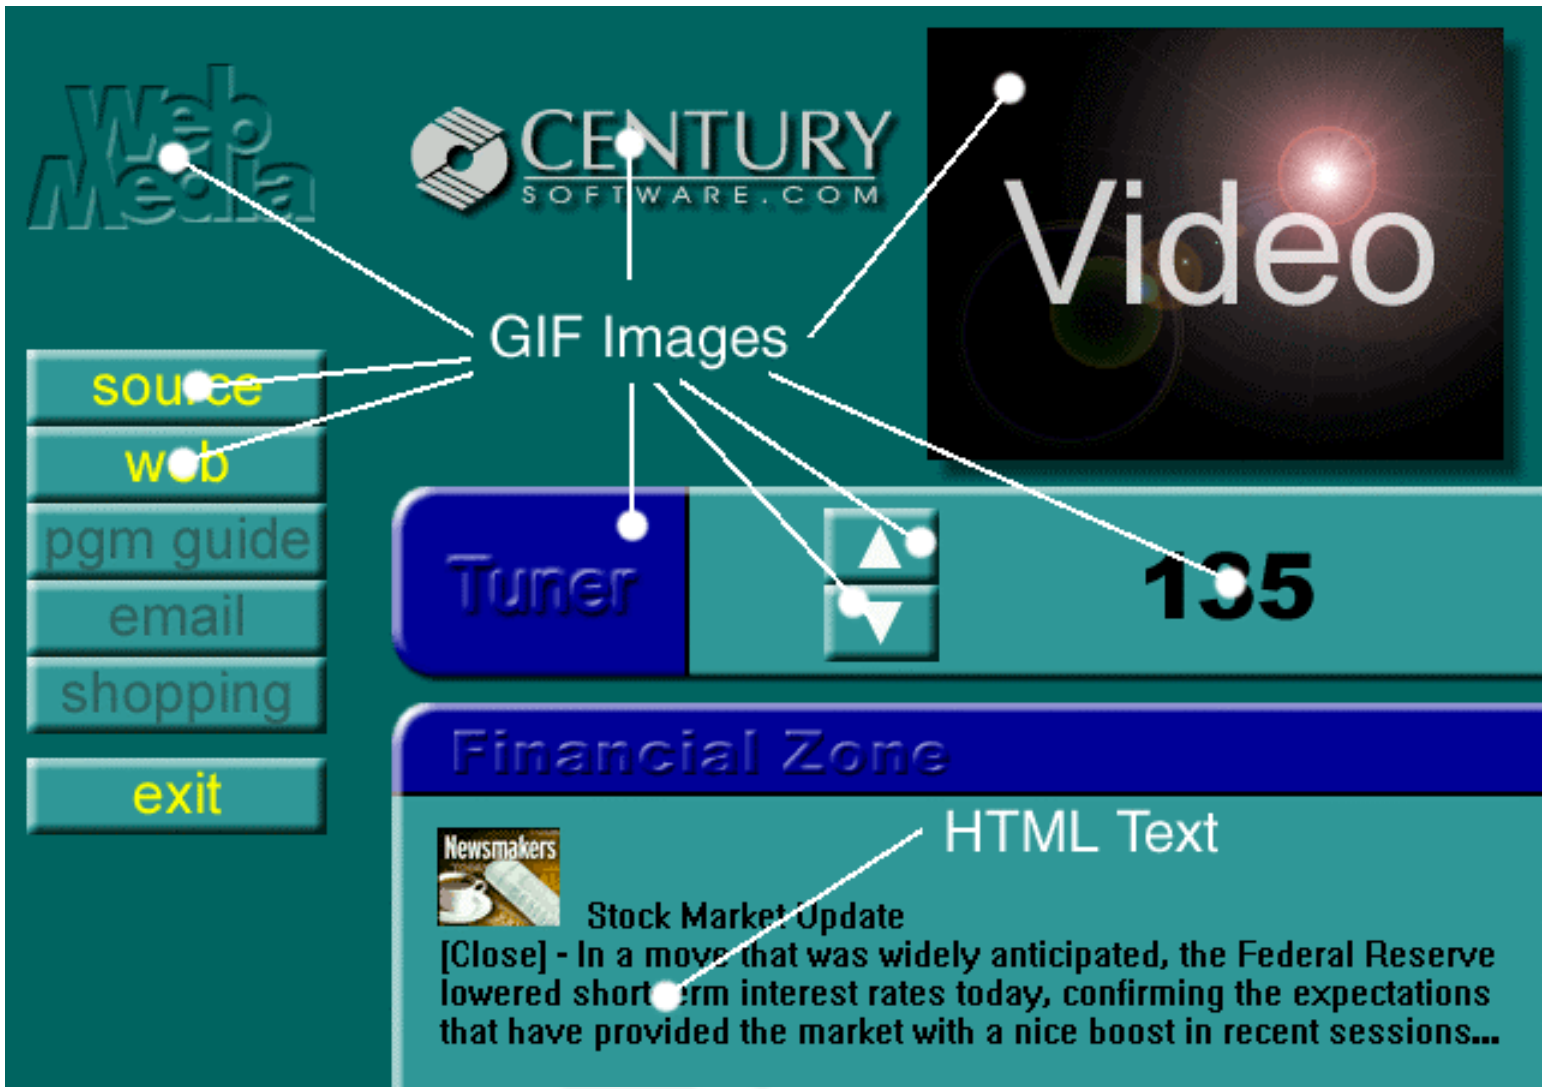 Web
Media
CENTURY
SOFTWARE.COM
Video
GIF Images
source
web
pgm guide
email
shopping
exit
Tuner
135
Financial Zone
HTML Text
Newsmakers
Stock Market Update
[Close] - In a move that was widely anticipated, the Federal Reserve
lowered short term interest rates today, confirming the expectations
that have provided the market with a nice boost in recent sessions...